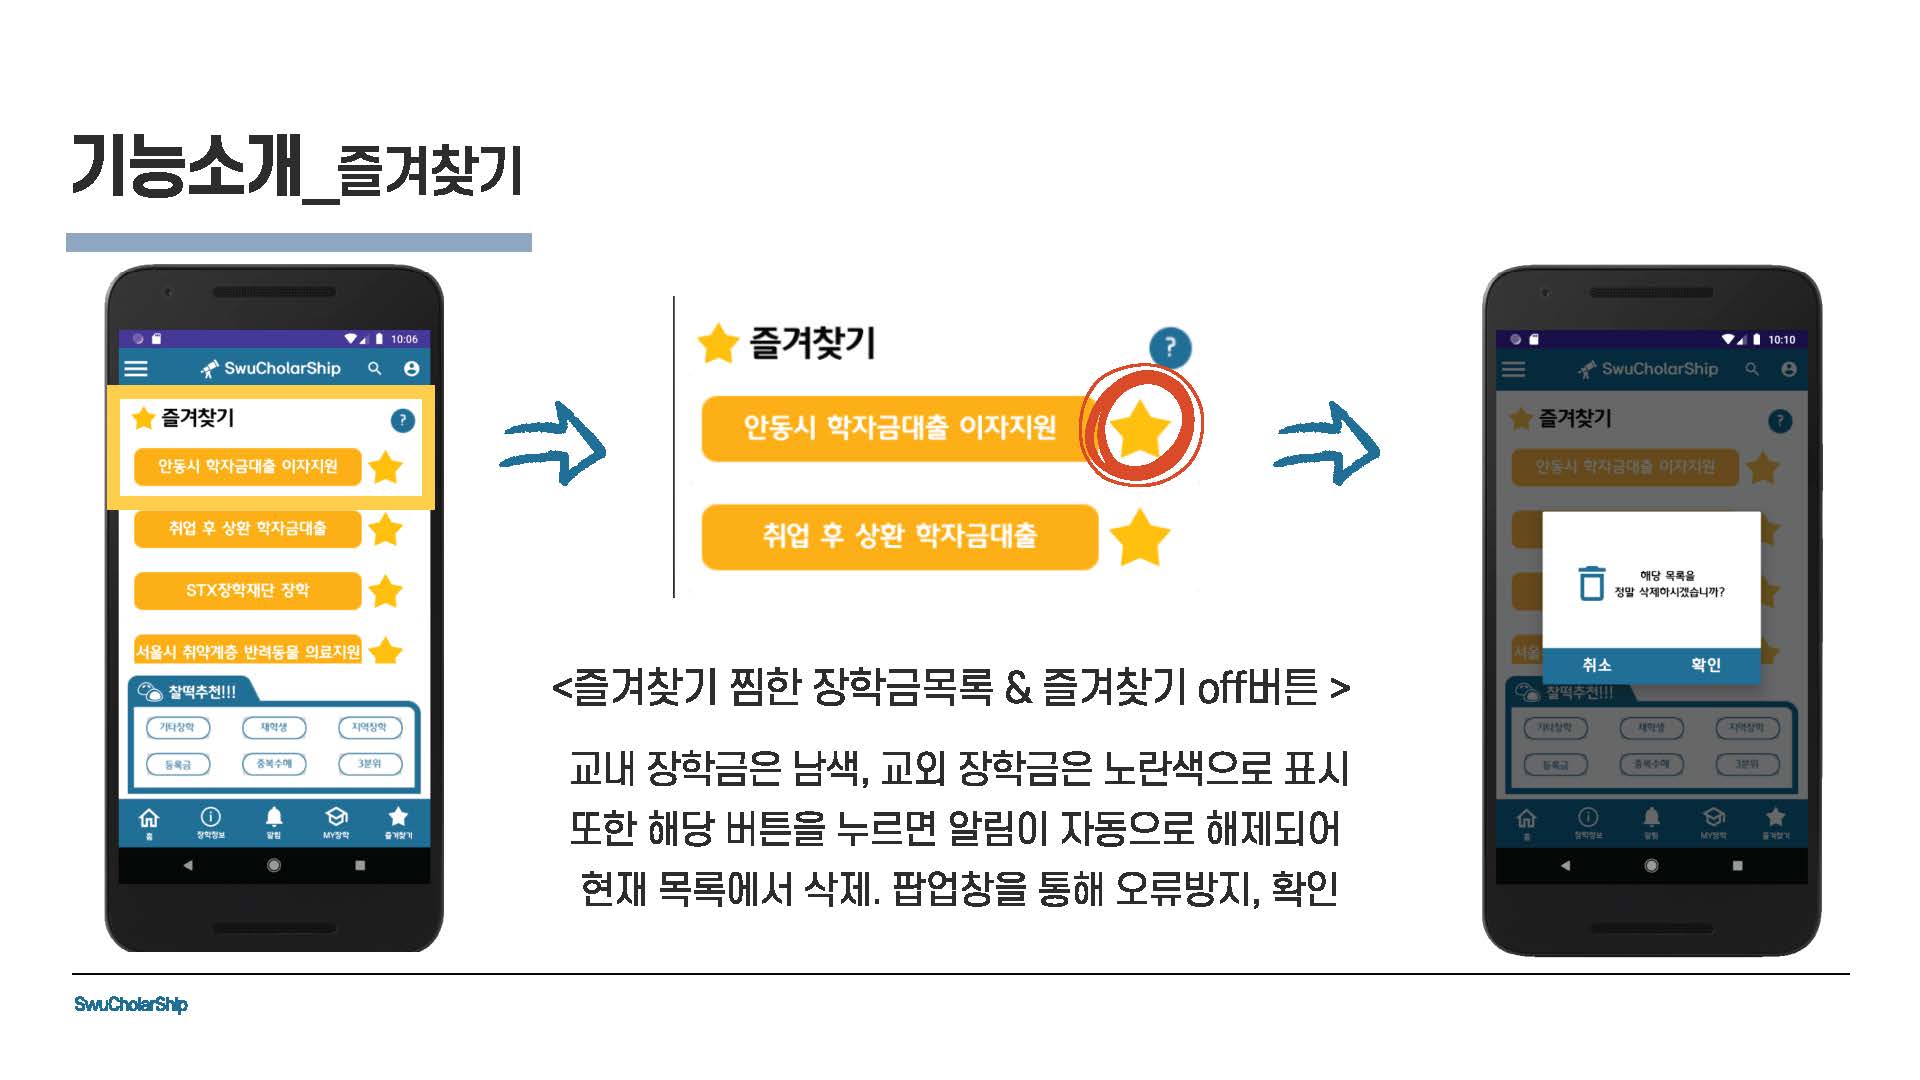 기능소개_즐겨찾기
10:06
SwuCholarShip
즐겨찾기
?
안동시 학자금대출 이자지원
취업 후 상환 학자금대출
STX장학재단 장학
서울시 취약계층 반려동물 의료지원
찰떡추천!!!
기타장학 재학생 지역장학
등록금 중복수혜 3분위
홈 장학정보 알림 MY장학 즐겨찾기
즐겨찾기
?
안동시 학자금대출 이자지원
취업 후 상환 학자금대출
<즐겨찾기 찜한 장학금목록 & 즐겨찾기 off버튼 >
교내 장학금은 남색, 교외 장학금은 노란색으로 표시
또한 해당 버튼을 누르면 알림이 자동으로 해제되어
현재 목록에서 삭제. 팝업창을 통해 오류방지, 확인
10:10
SwuCholarShip
즐겨찾기
?
안동시 학자금대출 이자지원
해당 목록을
정말 삭제하시겠습니까?
취소 확인
서울
찰떡추천!!!
기타장학 재학생 지역장학
등록금 중복수혜 3분위
홈 장학정보 알림 MY장학 즐겨찾기
SwuCholarShip